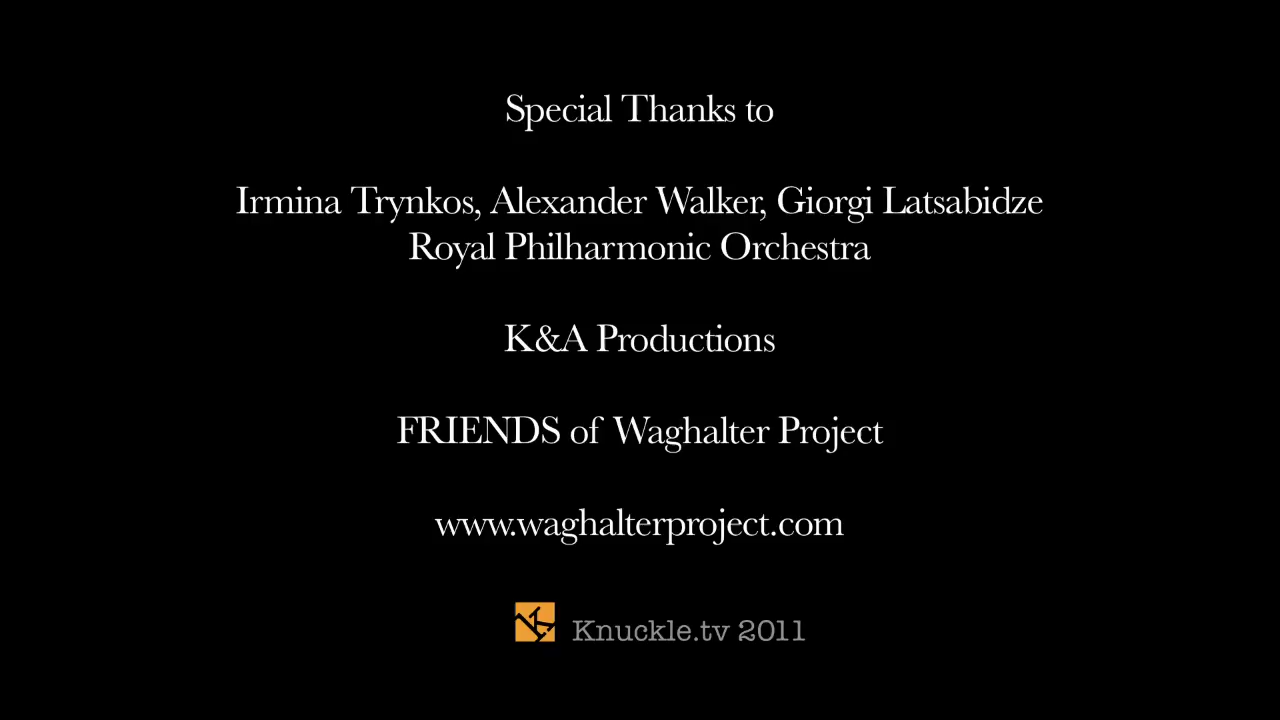 Special Thanks to
Irmina Trynkos, Alexander Walker, Giorgi Latsabidze
Royal Philharmonic Orchestra
K&A Productions
FRIENDS of Waghalter Project
www.waghalterproject.com
Knuckle.tv 2011